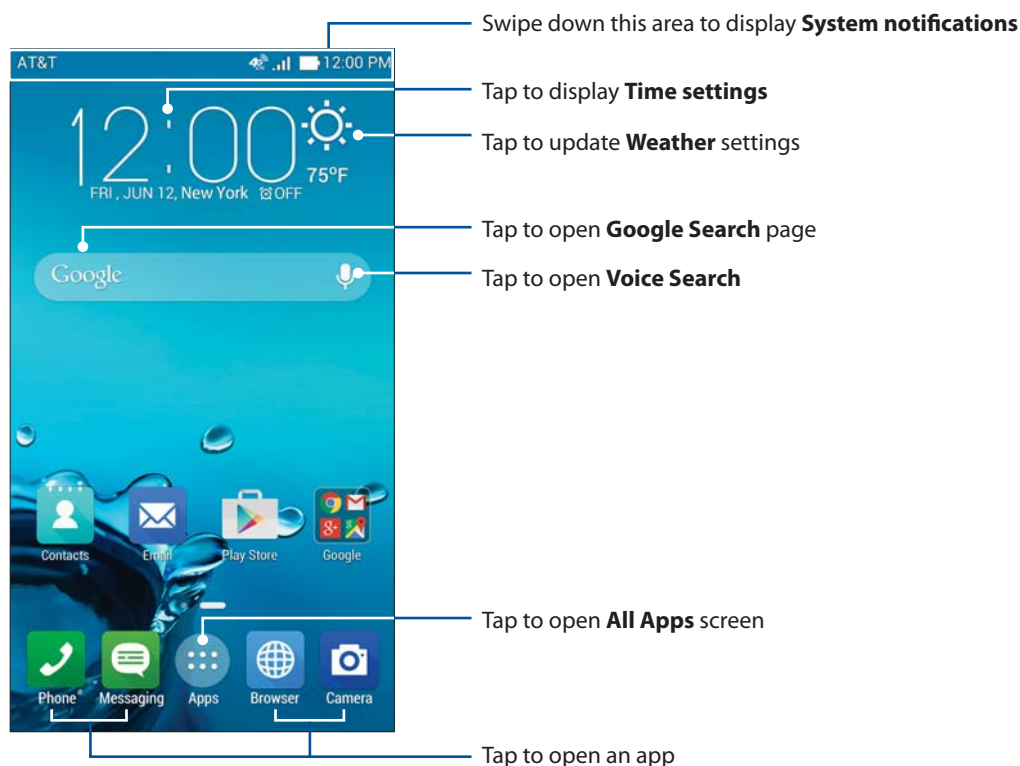 Swipe down this area to display System notifications
AT&T 12:00 PM
Tap to display Time settings
12:00
Tap to update Weather settings
75°F
FRI , JUN 12, New York OFF
Tap to open Google Search page
Google
Tap to open Voice Search
Contacts Email Play Store Google
Tap to open All Apps screen
Phone Messaging Apps Browser Camera
Tap to open an app